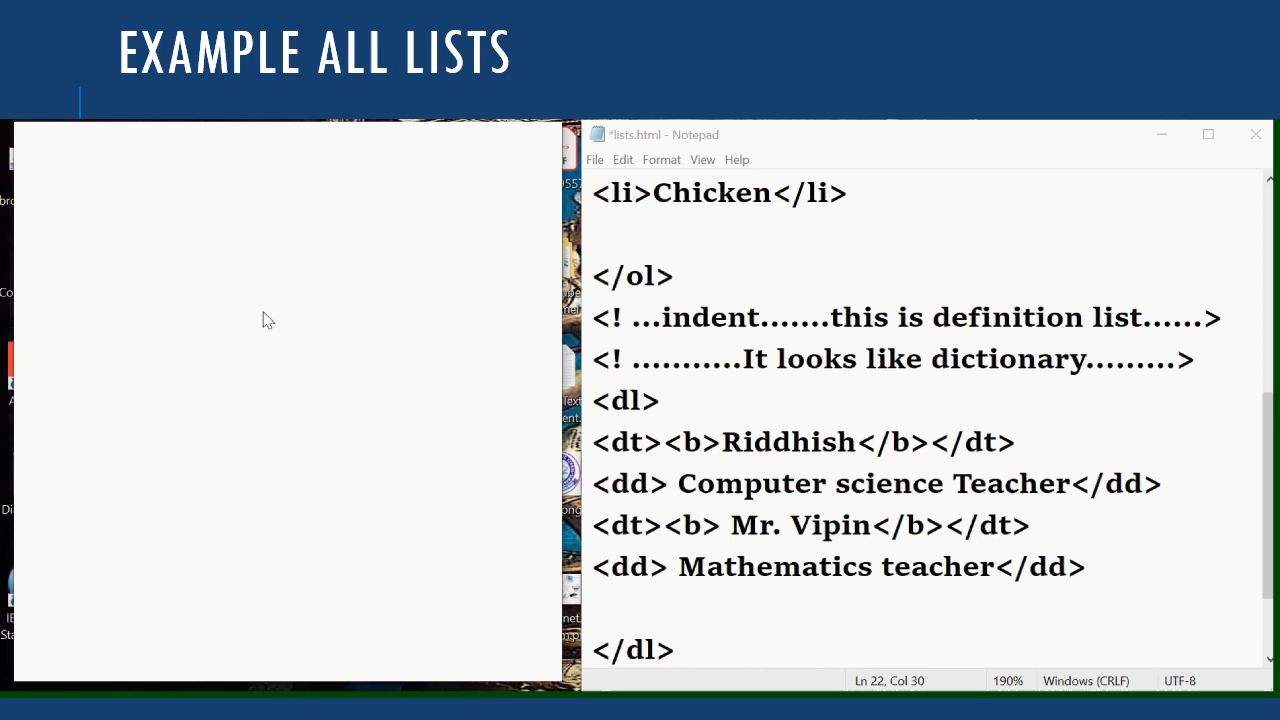 EXAMPLE ALL LISTS
*lists.html - Notepad
File Edit Format View Help
<li>Chicken</li>
</ol>
<! ...indent.......this is definition list......>
<! ...........It looks like dictionary.........>
<dl>
<dt><b>Riddhish</b></dt>
<dd> Computer science Teacher</dd>
<dt><b> Mr. Vipin</b></dt>
<dd> Mathematics teacher</dd>
</dl>
Ln 22, Col 30 190% Windows (CRLF) UTF-8